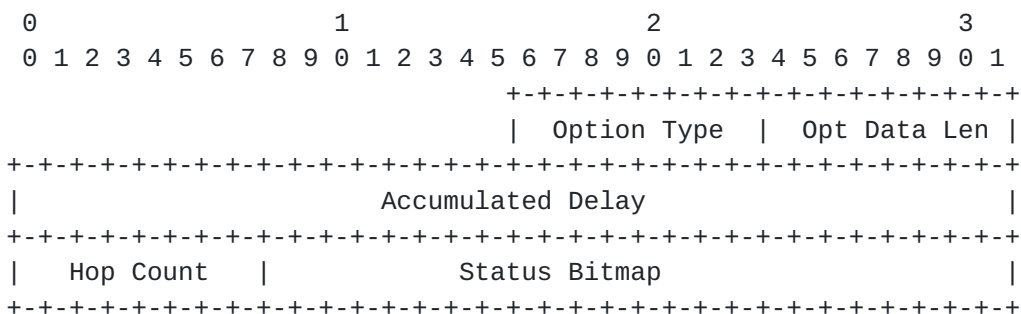 0                   1                   2                   3
 0 1 2 3 4 5 6 7 8 9 0 1 2 3 4 5 6 7 8 9 0 1 2 3 4 5 6 7 8 9 0 1
                                +-+-+-+-+-+-+-+-+-+-+-+-+-+-+-+-+
                                |  Option Type  |  Opt Data Len |
+-+-+-+-+-+-+-+-+-+-+-+-+-+-+-+-+-+-+-+-+-+-+-+-+-+-+-+-+-+-+-+-+
|                       Accumulated Delay                       |
+-+-+-+-+-+-+-+-+-+-+-+-+-+-+-+-+-+-+-+-+-+-+-+-+-+-+-+-+-+-+-+-+
|   Hop Count   |            Status Bitmap                      |
+-+-+-+-+-+-+-+-+-+-+-+-+-+-+-+-+-+-+-+-+-+-+-+-+-+-+-+-+-+-+-+-+